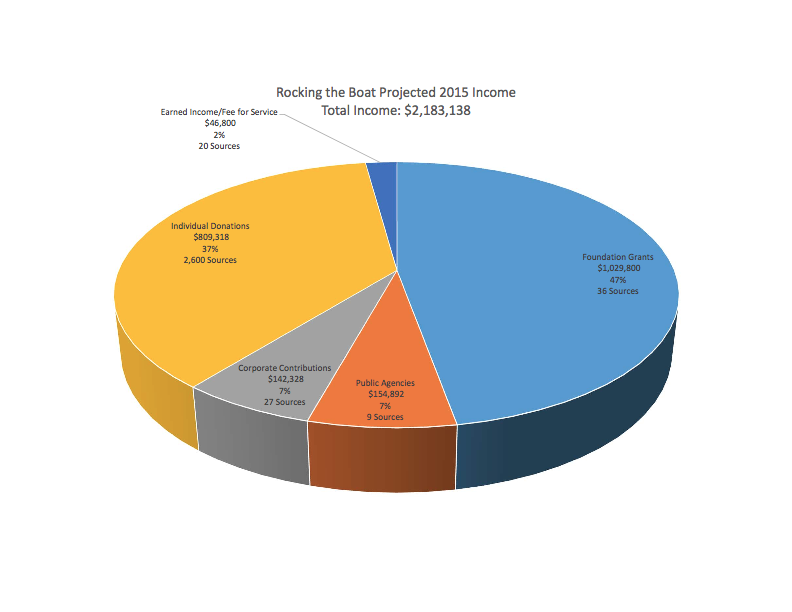 Rocking the Boat Projected 2015 Income
Total Income: $2,183,138
Earned Income/Fee for Service
$46,800
2%
20 Sources
Individual Donations
$809,318
37%
2,600 Sources
Foundation Grants
$1,029,800
47%
36 Sources
Corporate Contributions
$142,328
7%
27 Sources
Public Agencies
$154,892
7%
9 Sources